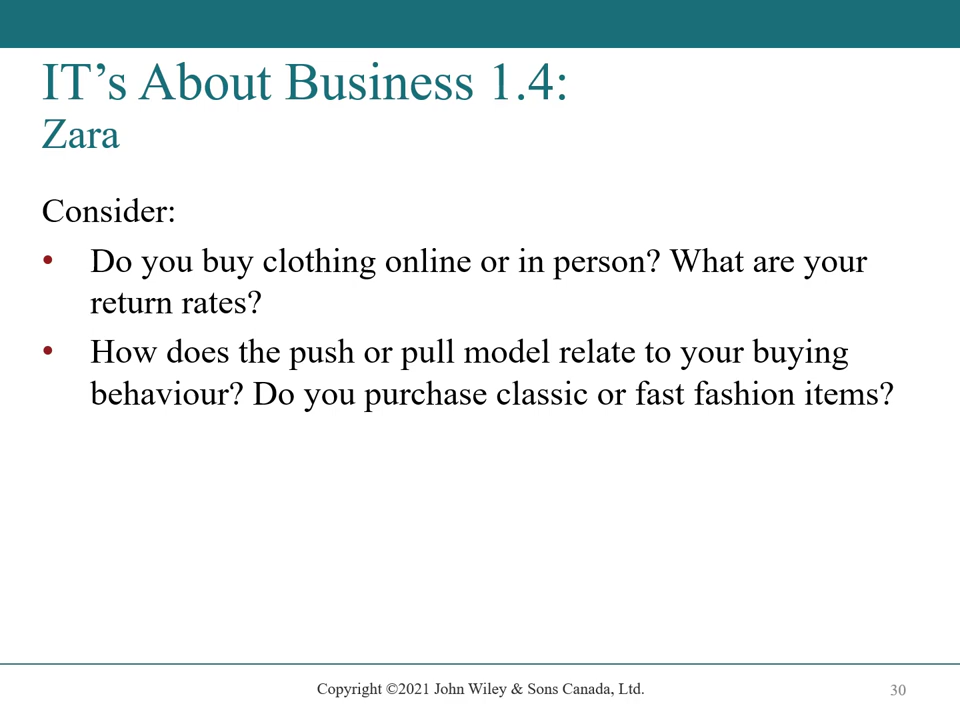 IT’s About Business 1.4:
Zara
Consider:
• Do you buy clothing online or in person? What are your
return rates?
• How does the push or pull model relate to your buying
behaviour? Do you purchase classic or fast fashion items?
Copyright ©2021 John Wiley & Sons Canada, Ltd.
30